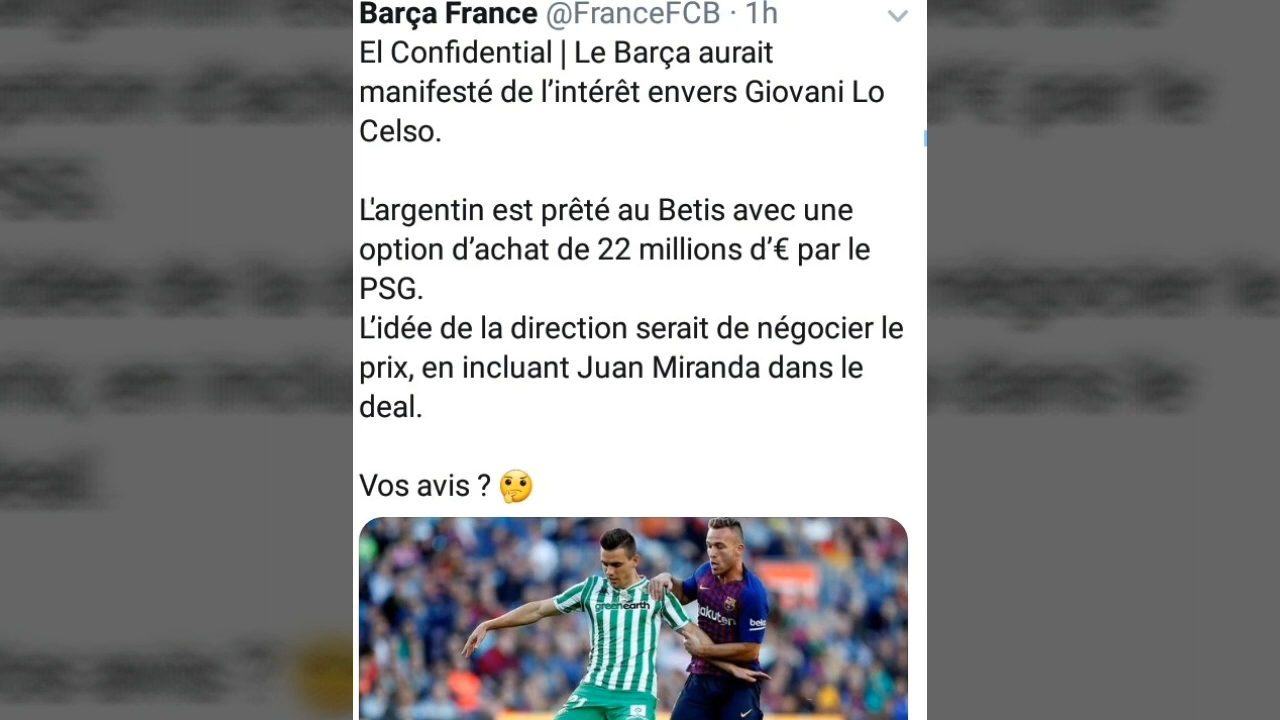 Barça France @FranceFCB · 1h
El Confidential | Le Barça aurait
manifesté de l’intérêt envers Giovani Lo
Celso.
L'argentin est prêté au Betis avec une
option d’achat de 22 millions d’€ par le
PSG.
L’idée de la direction serait de négocier le
prix, en incluant Juan Miranda dans le
deal.
Vos avis ? 🤔
greenearth
Rakuten
beko